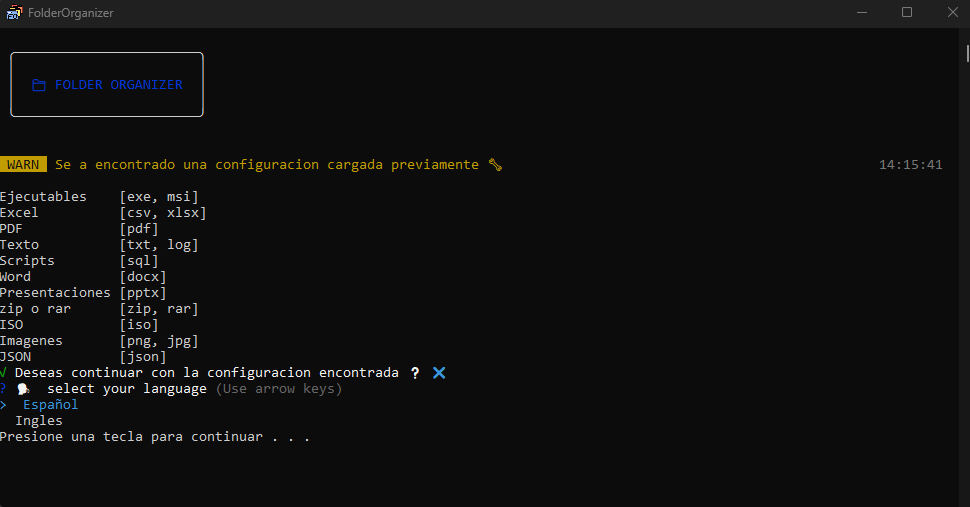 FolderOrganizer
FOLDER ORGANIZER
WARN Se a encontrado una configuracion cargada previamente 14:15:41
Ejecutables [exe, msi]
Excel [csv, xlsx]
PDF [pdf]
Texto [txt, log]
Scripts [sql]
Word [docx]
Presentaciones [pptx]
zip o rar [zip, rar]
ISO [iso]
Imagenes [png, jpg]
JSON [json]
√ Deseas continuar con la configuracion encontrada ? ❌
? select your language (Use arrow keys)
> Español
Ingles
Presione una tecla para continuar . . .